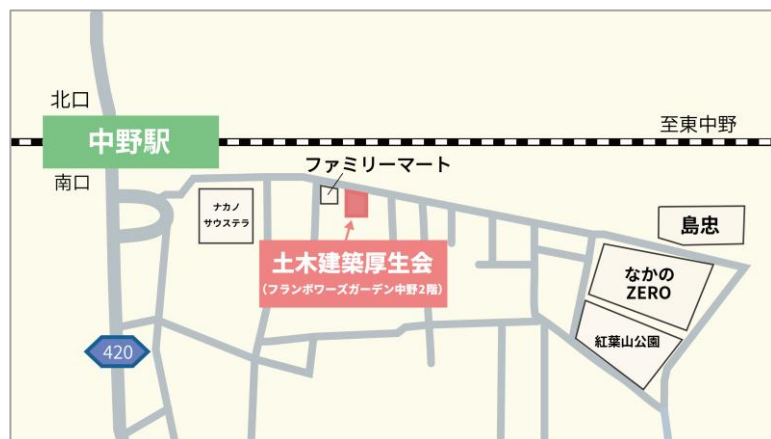 北口
中野駅
至東中野
南口
ファミリーマート
ナカノ
サウステラ
島忠
土木建築厚生会
（フランボワーズガーデン中野2階）
なかの
ZERO
紅葉山公園
420